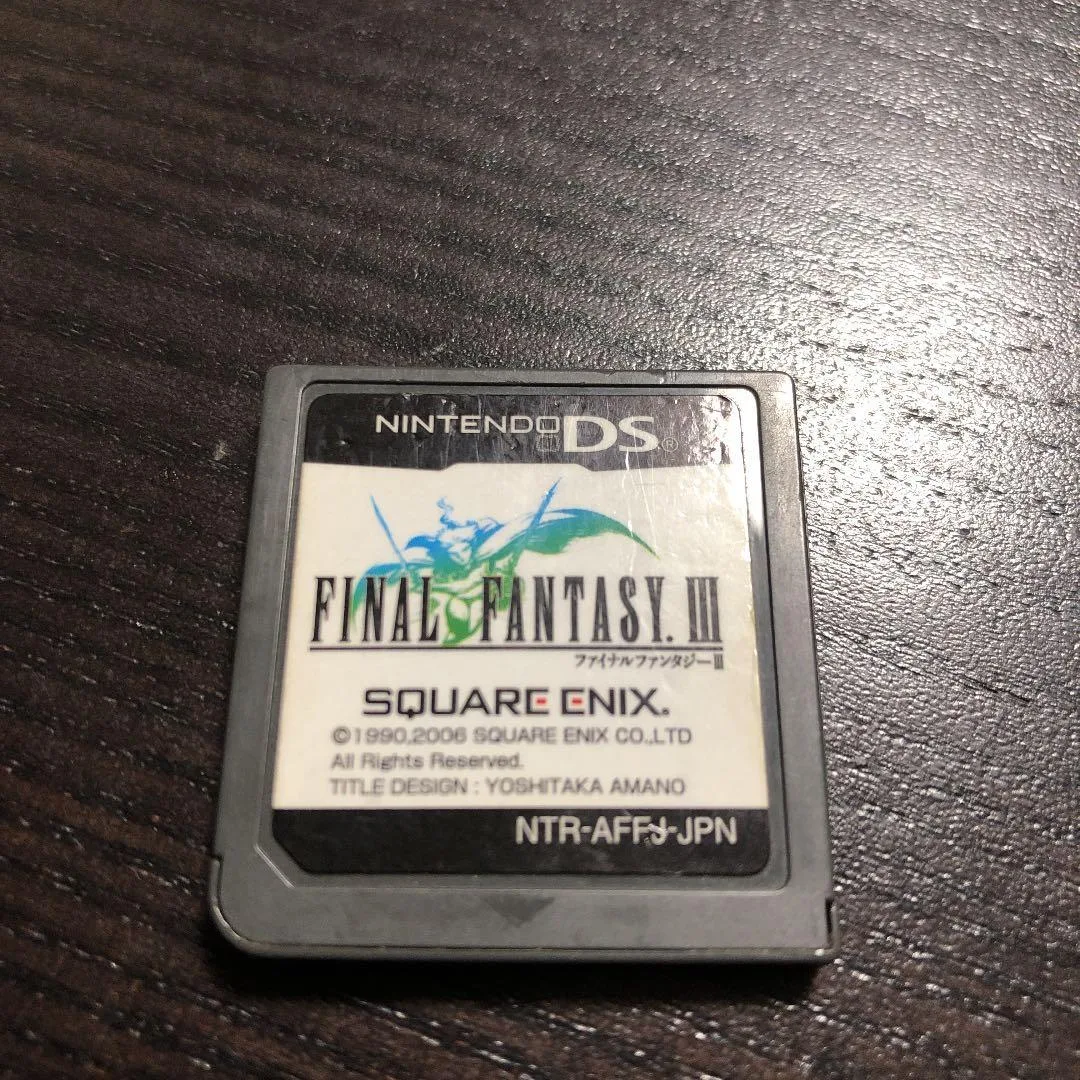 NINTENDO DS®
FINAL FANTASY. III
ファイナルファンタジーIII
SQUARE ENIX.
©1990,2006 SQUARE ENIX CO.,LTD
All Rights Reserved.
TITLE DESIGN : YOSHITAKA AMANO
NTR-AFFJ-JPN